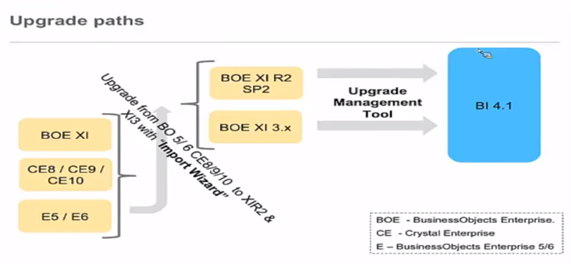 Upgrade paths
BOE XI
CE8 / CE9 /
CE10
E5 / E6
Upgrade from BO 5/ 6 CE8/9/10 to XIR2 &
XI3 with "Import Wizard"
BOE XI R2
SP2
BOE XI 3.x
Upgrade
Management
Tool
BI 4.1
BOE - BusinessObjects Enterprise.
CE - Crystal Enterprise
E – BusinessObjects Enterprise 5/6